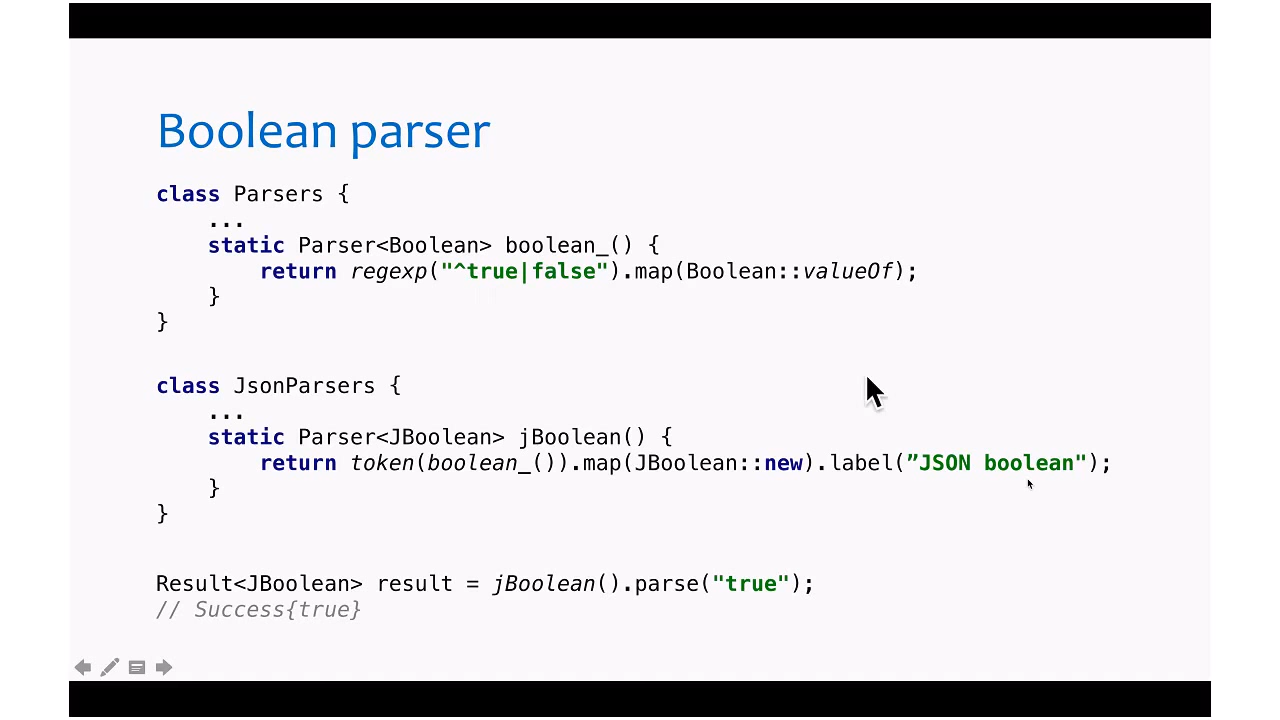 Boolean parser
class Parsers {
...
static Parser<Boolean> boolean_() {
return regexp("^true|false").map(Boolean::valueOf);
}
}
class JsonParsers {
...
static Parser<JBoolean> jBoolean() {
return token(boolean_()).map(JBoolean::new).label(”JSON boolean");
}
}
Result<JBoolean> result = jBoolean().parse("true");
// Success{true}